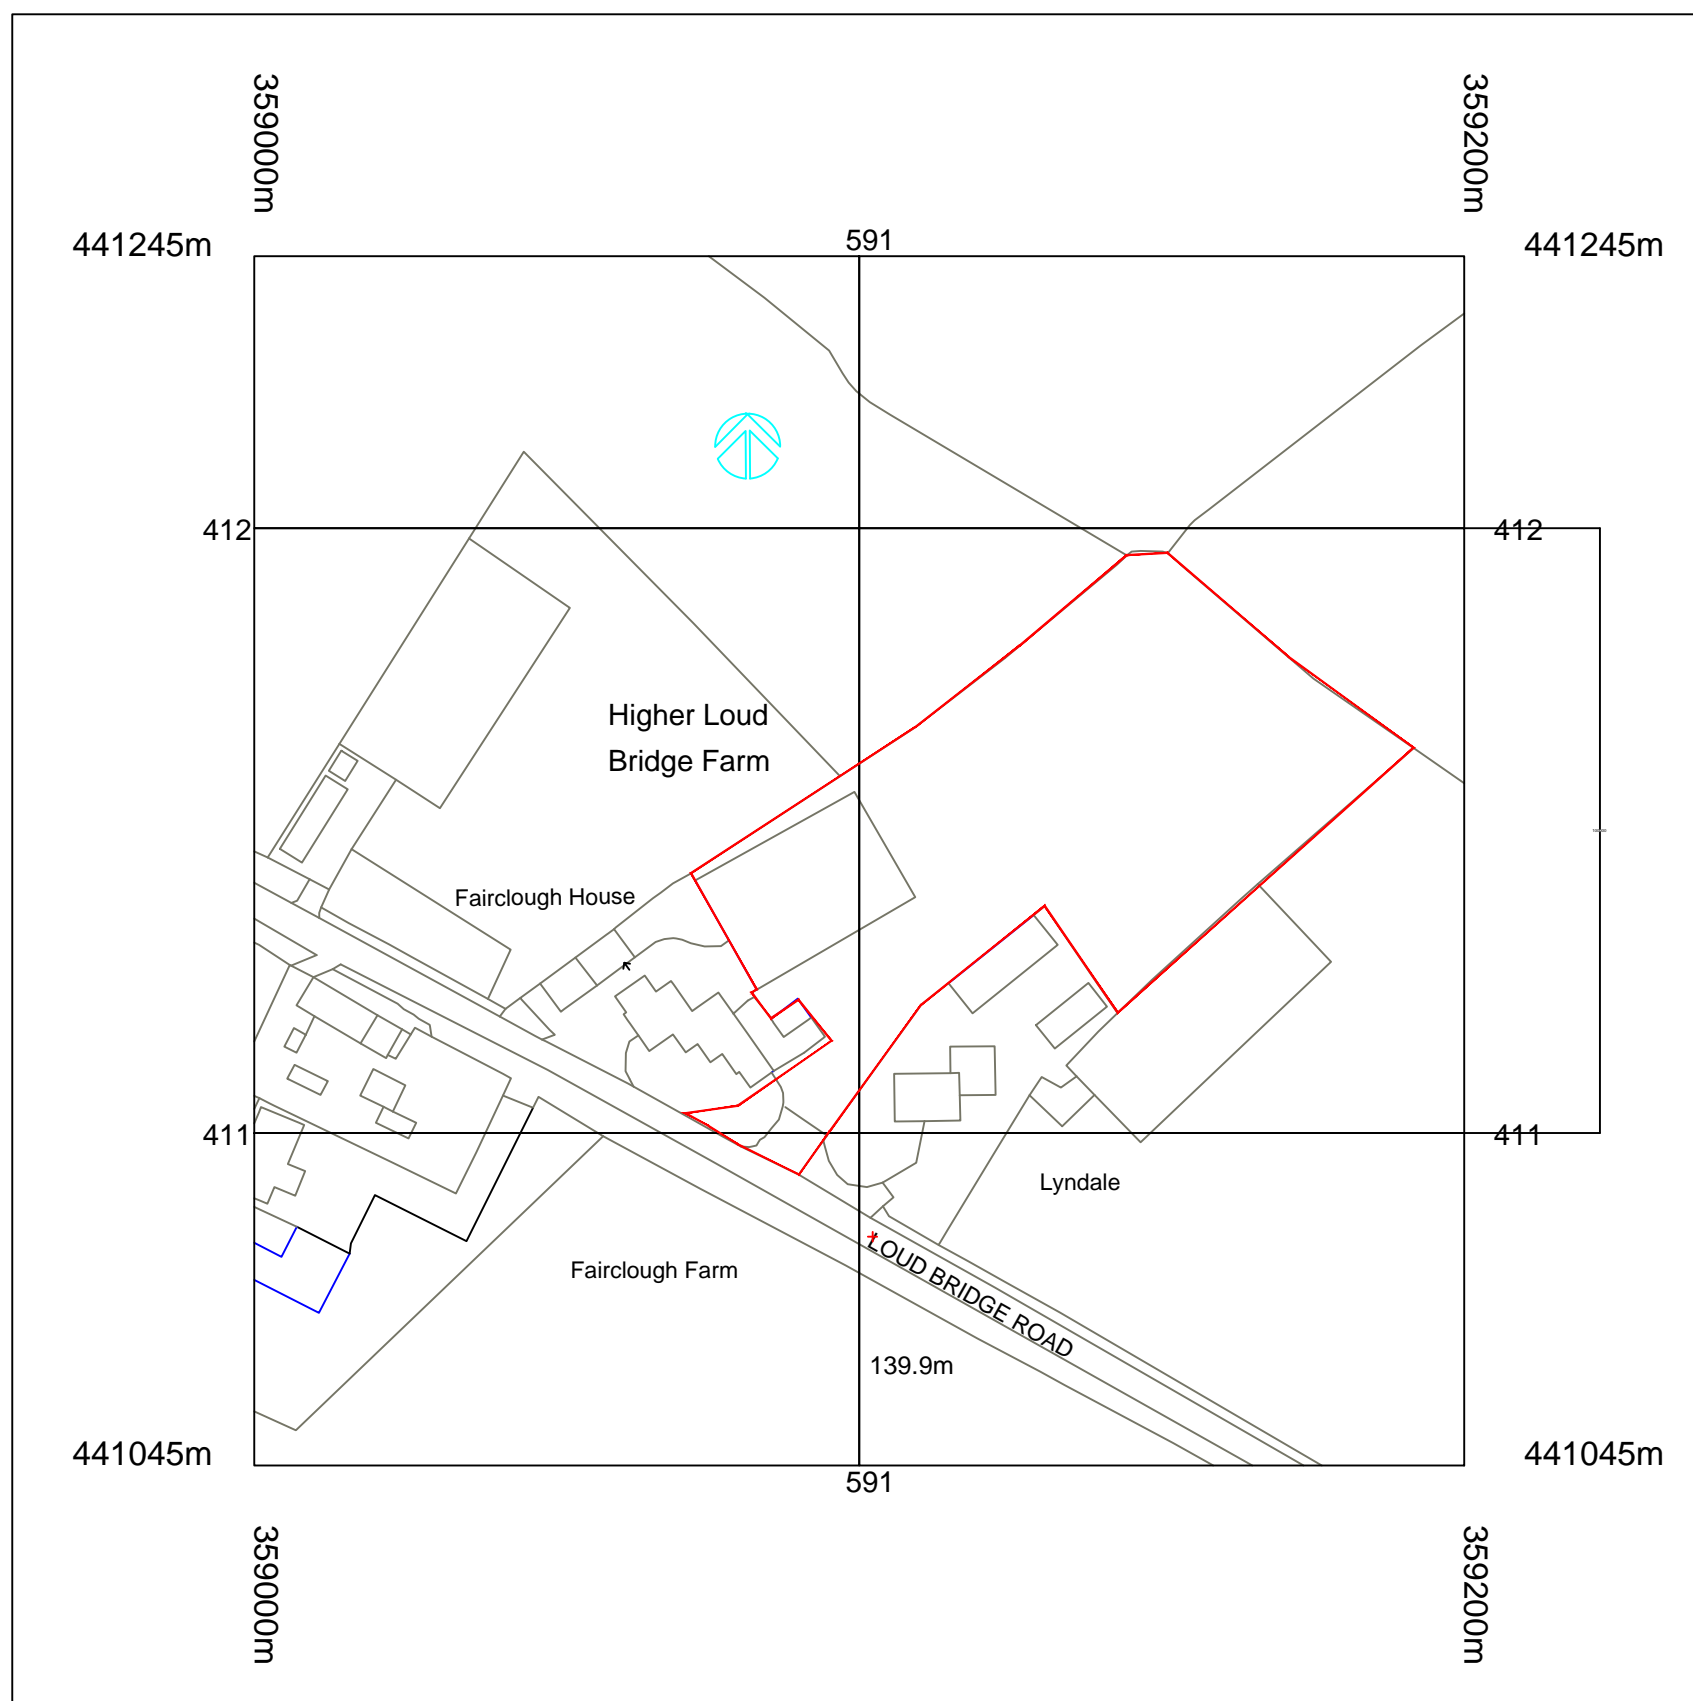 359000m
359200m
441245m
591
441245m
412
412
Higher Loud
Bridge Farm
Fairclough House
411
411
Lyndale
LOUD BRIDGE ROAD
Fairclough Farm
139.9m
441045m
591
441045m
359000m
359200m